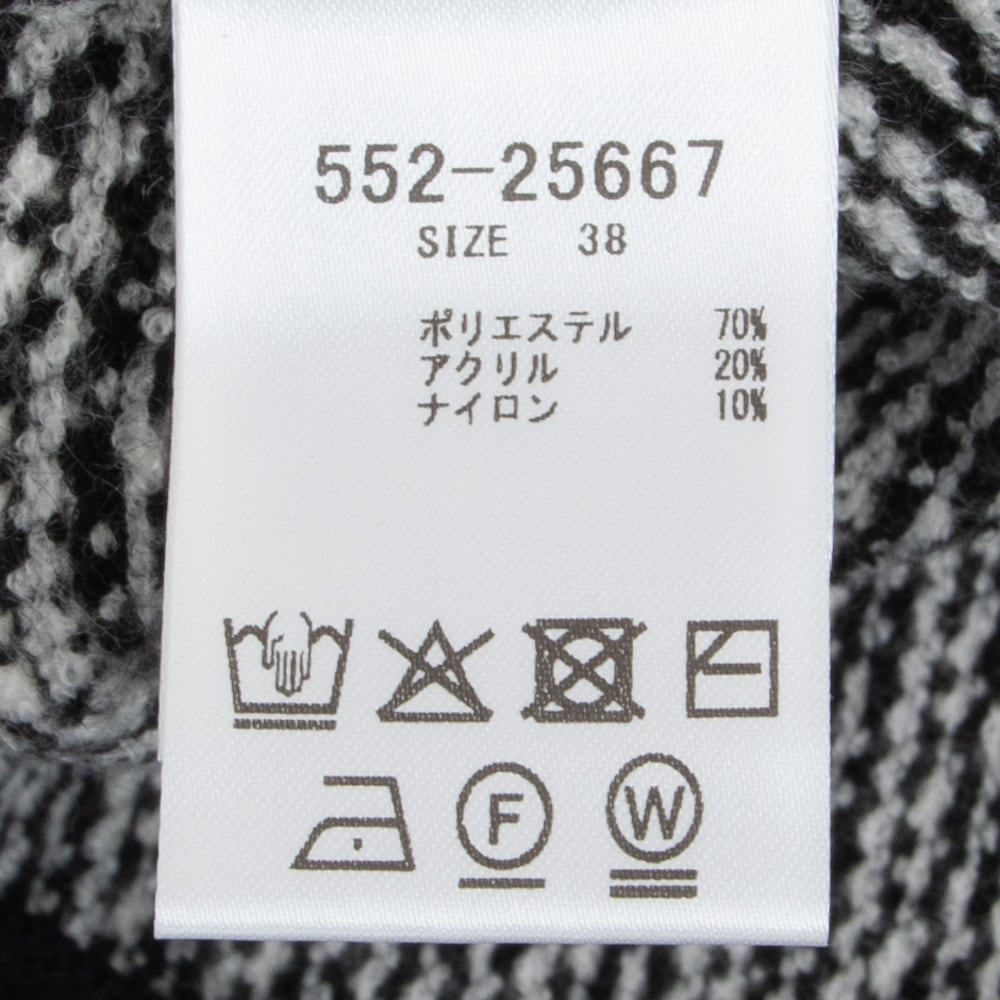 552-25667
SIZE 38
ポリエステル 70%
アクリル 20%
ナイロン 10%
F W